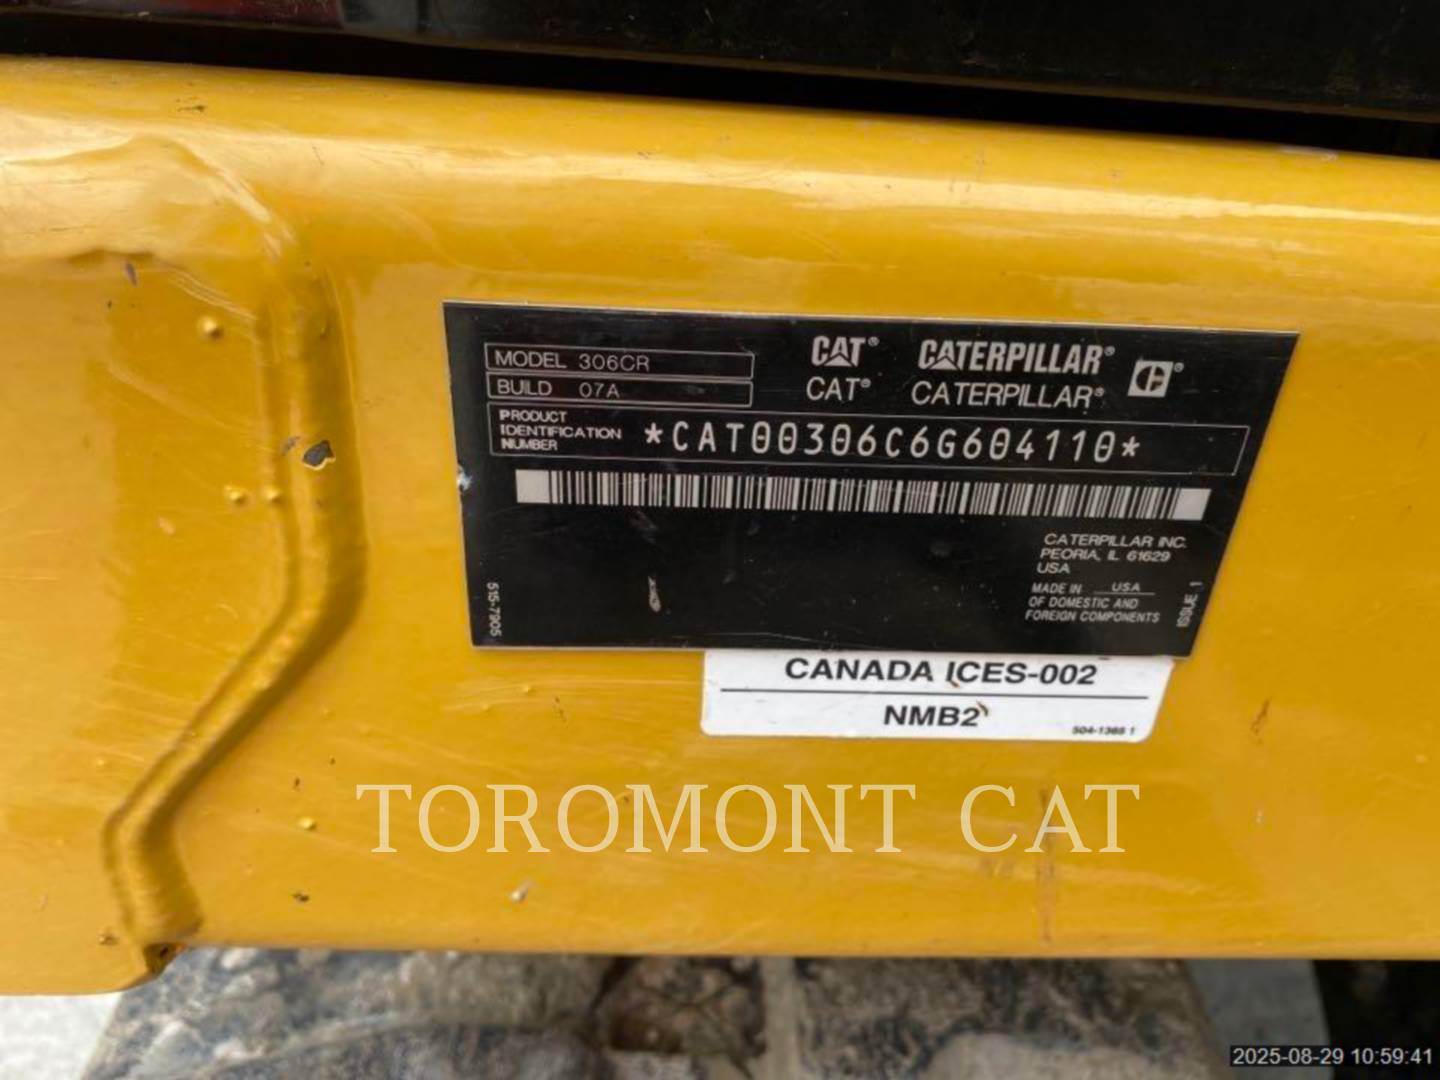 MODEL 306CR
BUILD 07A
CAT® CATERPILLAR® C®
CAT® CATERPILLAR®
PRODUCT
IDENTIFICATION
NUMBER
*CAT00306C6G604110*
CATERPILLAR INC.
PEORIA, IL 61629
USA
MADE IN USA
OF DOMESTIC AND
FOREIGN COMPONENTS
515-7905
ISSUE 1
CANADA ICES-002
NMB2
504-1365 1
TOROMONT CAT
2025-08-29 10:59:41